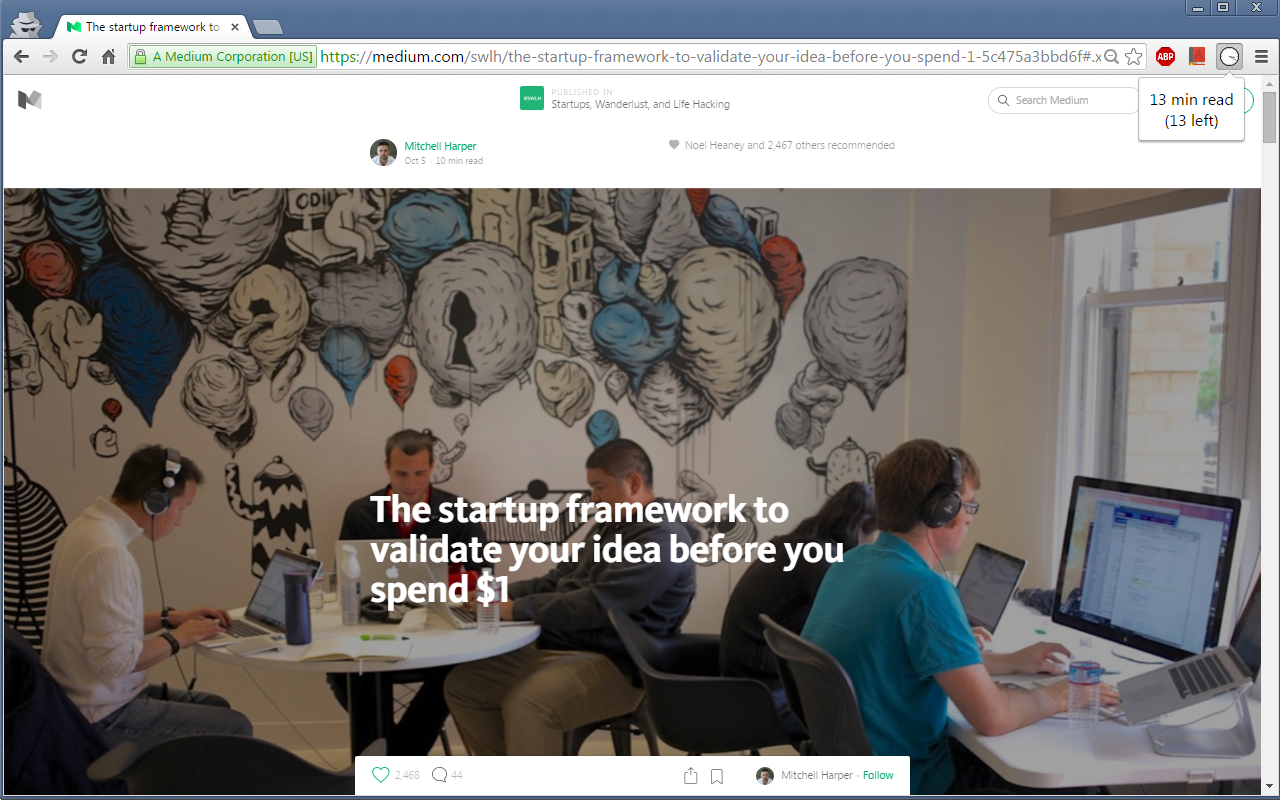 The startup framework to
A Medium Corporation [US]
https://medium.com/swlh/the-startup-framework-to-validate-your-idea-before-you-spend-1-5c475a3bbd6f#.x
ABP
13 min read
(13 left)
#SWLH
PUBLISHED IN
Startups, Wanderlust, and Life Hacking
Search Medium
Mitchell Harper
Oct 5 · 10 min read
Noel Heaney and 2,467 others recommended
The startup framework to
validate your idea before you
spend $1
2,468
44
Mitchell Harper · Follow